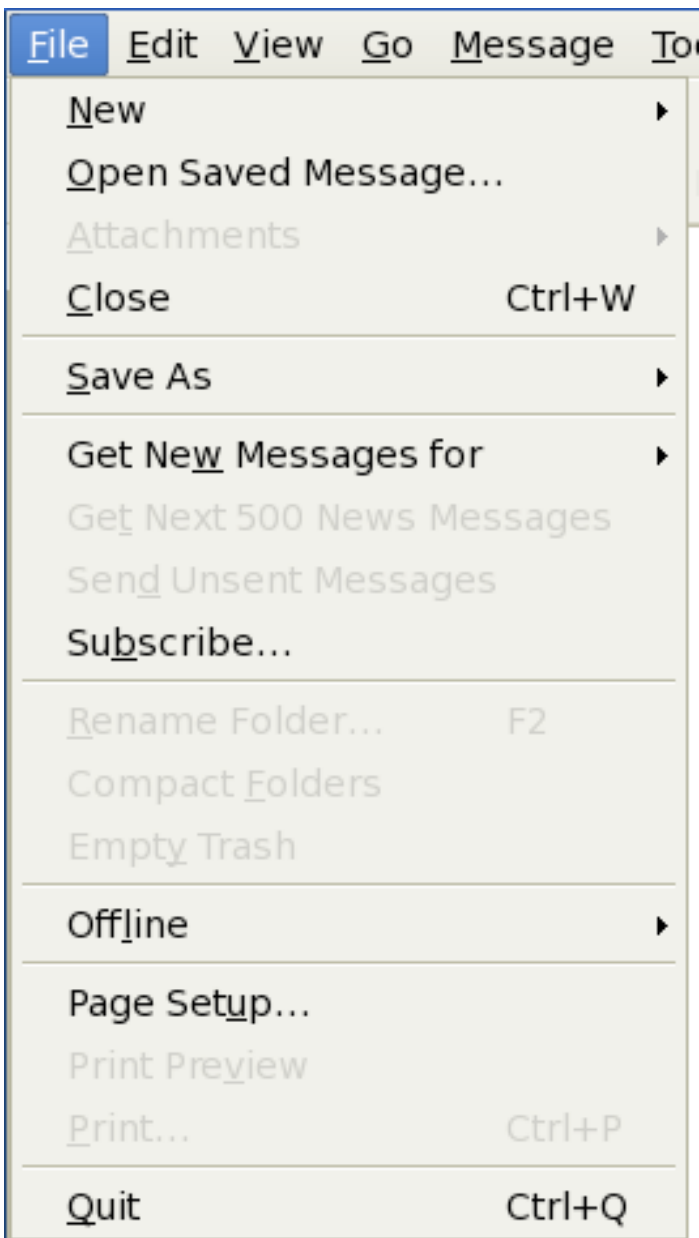 File Edit View Go Message
New
Open Saved Message...
Attachments
Close Ctrl+W
Save As
Get New Messages for
Get Next 500 News Messages
Send Unsent Messages
Subscribe...
Rename Folder... F2
Compact Folders
Empty Trash
Offline
Page Setup...
Print Preview
Print... Ctrl+P
Quit Ctrl+Q